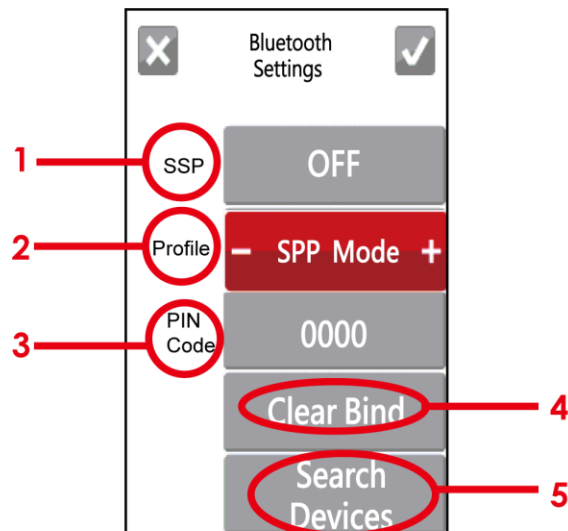 Bluetooth
Settings
1
SSP
OFF
2
Profile
− SPP Mode +
3
PIN
Code
0000
Clear Bind
4
Search
Devices
5